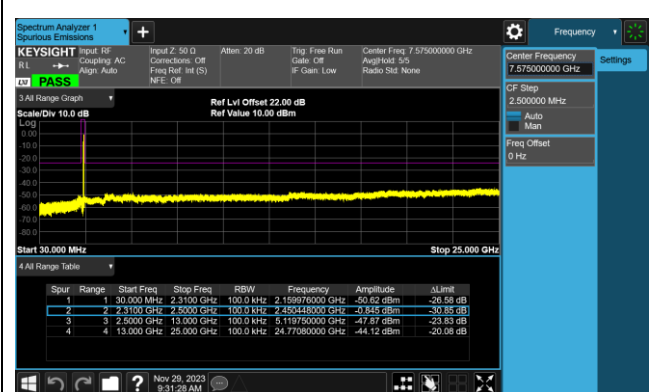 Spectrum Analyzer 1
Spurious Emissions
Frequency
KEYSIGHT Input: RF Input Z: 50 Ω Atten: 20 dB Trig: Free Run Center Freq: 7.575000000 GHz
RL Coupling: AC Corrections: Off Gate: Off Avg|Hold: 5/5
Align: Auto Freq Ref: Int (S) IF Gain: Low Radio Std: None
NFE: Off
LXI PASS
Center Frequency
7.575000000 GHz
Settings
CF Step
2.500000 MHz
Auto
Man
Freq Offset
0 Hz
3 All Range Graph
Ref Lvl Offset 22.00 dB
Scale/Div 10.0 dB Ref Value 10.00 dBm
Log
0.00
-10.0
-20.0
-30.0
-40.0
-50.0
-60.0
-70.0
-80.0
Start 30.000 MHz Stop 25.000 GHz
4 All Range Table
Spur Range Start Freq Stop Freq RBW Frequency Amplitude ΔLimit
1 1 30.000 MHz 2.3100 GHz 100.0 kHz 2.159976000 GHz -50.62 dBm -26.58 dB
2 2 2.3100 GHz 2.5000 GHz 100.0 kHz 2.450448000 GHz -0.845 dBm -30.85 dB
3 3 2.5000 GHz 13.000 GHz 100.0 kHz 5.119750000 GHz -47.87 dBm -23.83 dB
4 4 13.000 GHz 25.000 GHz 100.0 kHz 24.77080000 GHz -44.12 dBm -20.08 dB
Nov 29, 2023
9:31:28 AM